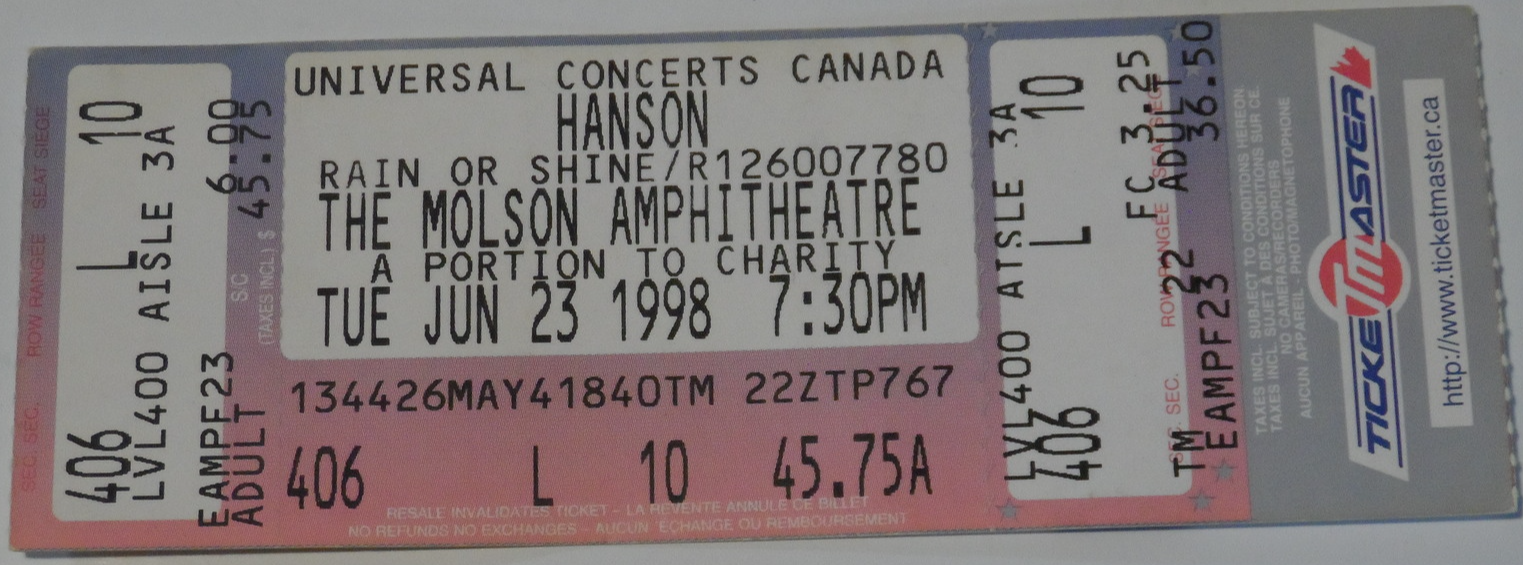 SEC. SEC. ROW RANGEE SEAT SIEGE
406 L 10
LVL400 AISLE 3A
EAMPF23 6.00
ADULT S/C 45.75
(TAXES INCL.) $
UNIVERSAL CONCERTS CANADA
HANSON
RAIN OR SHINE/R126007780
THE MOLSON AMPHITHEATRE
A PORTION TO CHARITY
TUE JUN 23 1998 7:30PM
134426MAY41840TM 22ZTP767
406 L 10 45.75A
RESALE INVALIDATES TICKET - LA REVENTE ANNULE CE BILLET
NO REFUNDS NO EXCHANGES - AUCUN ECHANGE OU REMBOURSEMENT
LVL400 AISLE 3A
406 L 10
FC 3.25
SEC. SEC. ROW RANGEE SEAT SIEGE
TM 22 ADULT
EAMPF23 36.50
TAXES INCL. SUBJECT TO CONDITIONS HEREON.
TAXES INCL. SUJET À DES CONDITIONS SUR CE.
NO CAMERAS/RECORDERS
AUCUN APPAREIL - PHOTO/MAGNETOPHONE
TICKETMASTER
TM
http://www.ticketmaster.ca